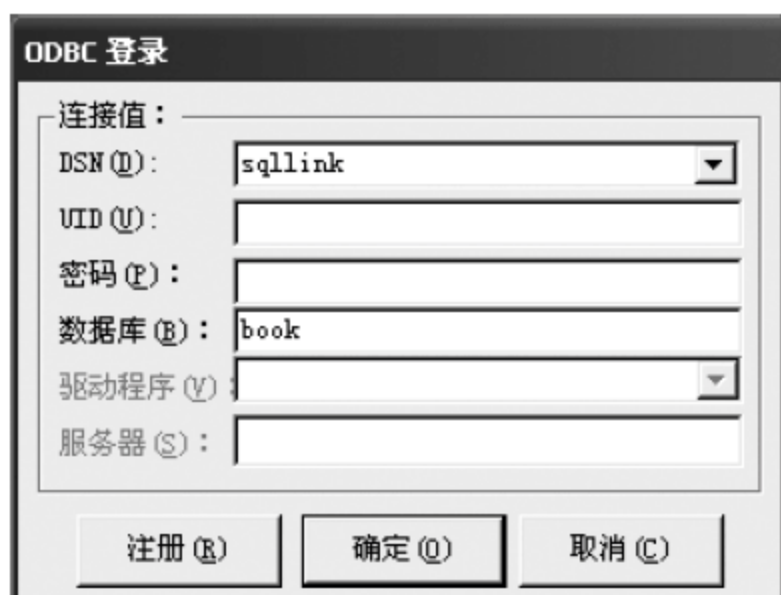 ODBC 登录
连接值：
DSN(D): sqllink
UID(U):
密码(P)：
数据库(B)： book
驱动程序(V)：
服务器(S)：
注册(R) 确定(O) 取消(C)